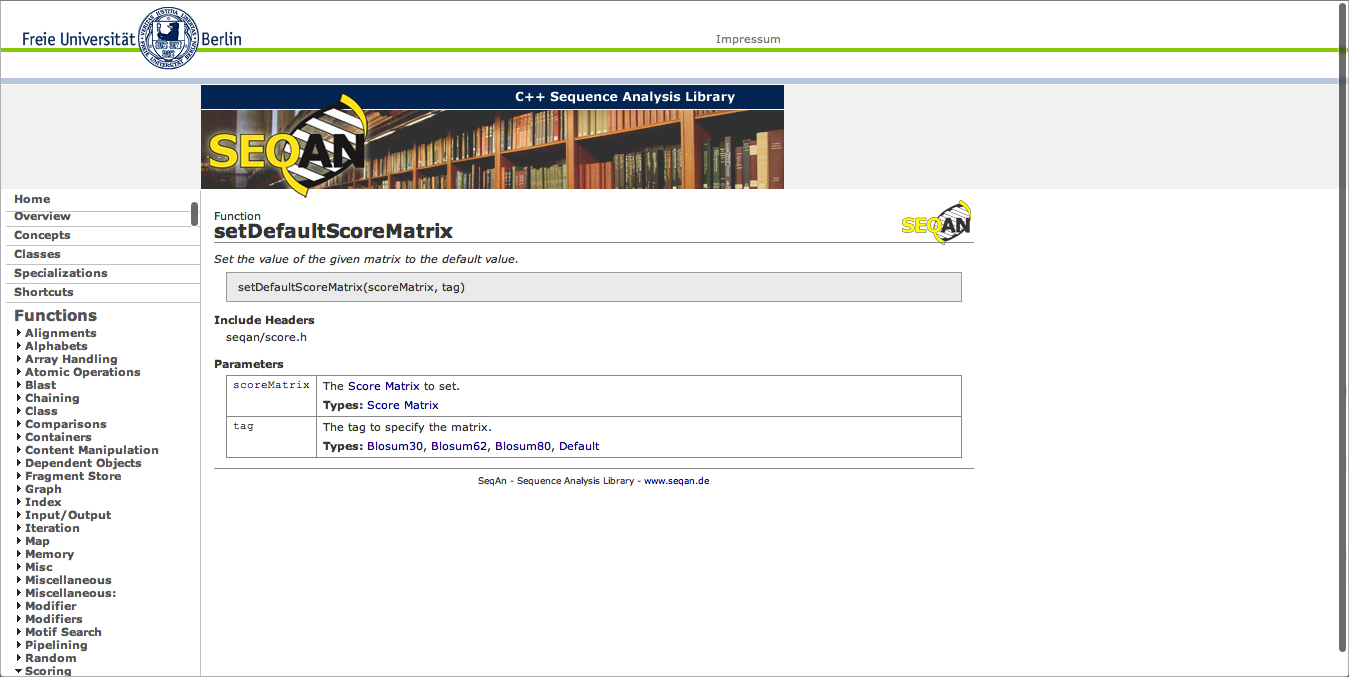 Freie Universität Berlin
Impressum
C++ Sequence Analysis Library
SEQAN
Home
Overview
Concepts
Classes
Specializations
Shortcuts
Functions
Alignments
Alphabets
Array Handling
Atomic Operations
Blast
Chaining
Class
Comparisons
Containers
Content Manipulation
Dependent Objects
Fragment Store
Graph
Index
Input/Output
Iteration
Map
Memory
Misc
Miscellaneous
Miscellaneous:
Modifier
Modifiers
Motif Search
Pipelining
Random
Scoring
Function
setDefaultScoreMatrix
SEQAN
Set the value of the given matrix to the default value.
setDefaultScoreMatrix(scoreMatrix, tag)
Include Headers
seqan/score.h
Parameters
scoreMatrix The Score Matrix to set.
Types: Score Matrix
tag The tag to specify the matrix.
Types: Blosum30, Blosum62, Blosum80, Default
SeqAn - Sequence Analysis Library - www.seqan.de